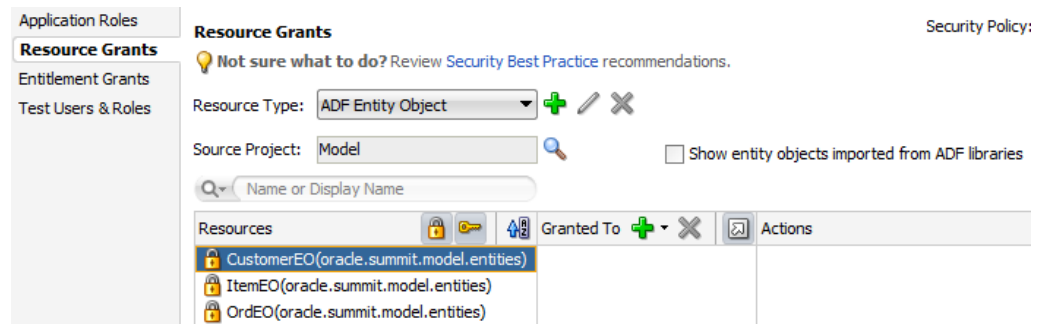 Application Roles
Resource Grants
Entitlement Grants
Test Users & Roles
Resource Grants
Security Policy:
Not sure what to do? Review Security Best Practice recommendations.
Resource Type: ADF Entity Object
Source Project: Model
Show entity objects imported from ADF libraries
Name or Display Name
Resources Granted To Actions
CustomerEO(oracle.summit.model.entities)
ItemEO(oracle.summit.model.entities)
OrdEO(oracle.summit.model.entities)